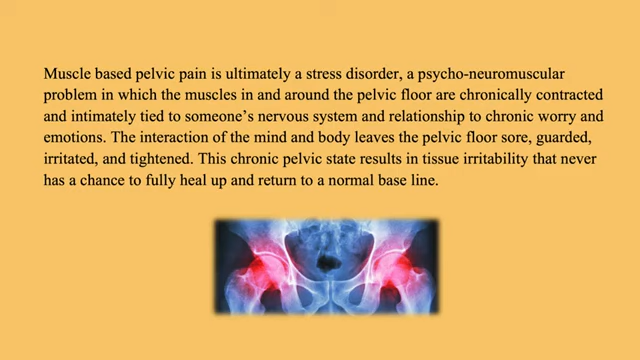 Muscle based pelvic pain is ultimately a stress disorder, a psycho-neuromuscular
problem in which the muscles in and around the pelvic floor are chronically contracted
and intimately tied to someone’s nervous system and relationship to chronic worry and
emotions. The interaction of the mind and body leaves the pelvic floor sore, guarded,
irritated, and tightened. This chronic pelvic state results in tissue irritability that never
has a chance to fully heal up and return to a normal base line.